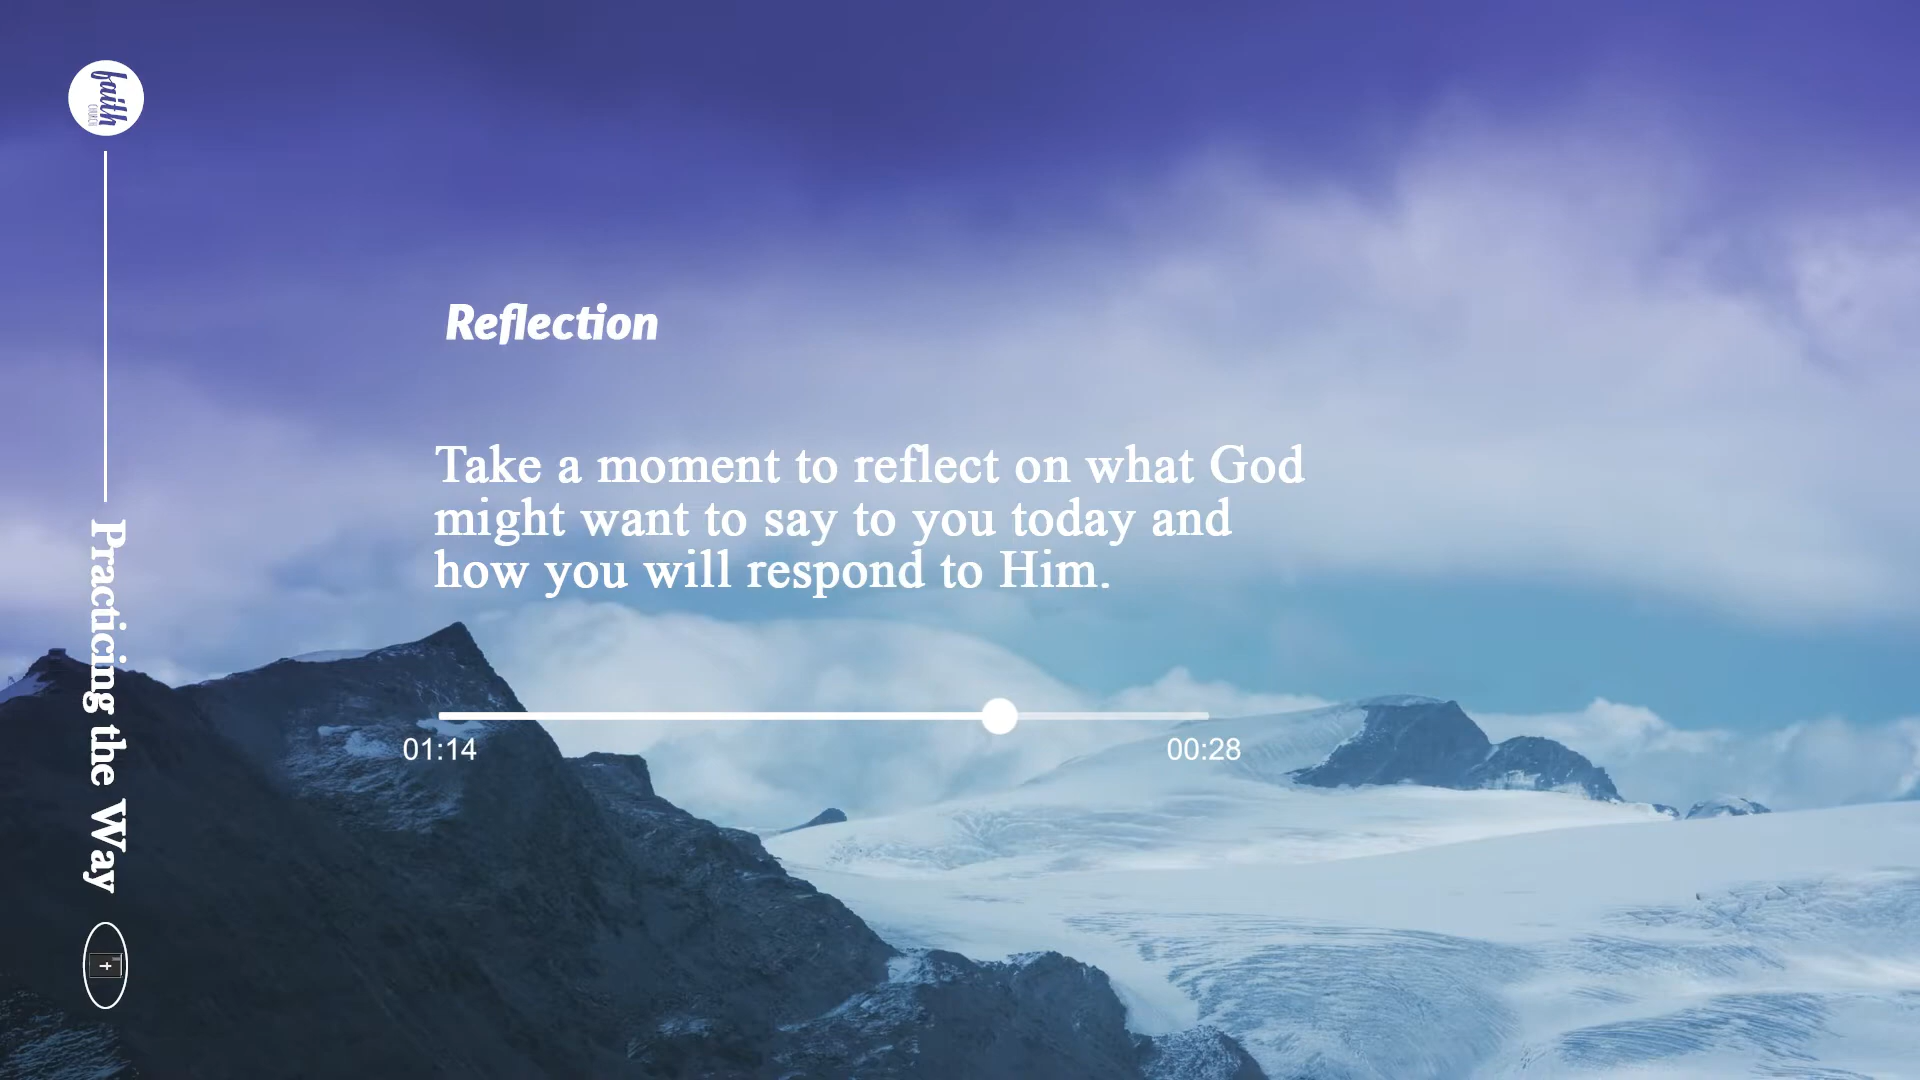 faith
CHURCH
Practicing the Way
Reflection
Take a moment to reflect on what God
might want to say to you today and
how you will respond to Him.
01:14
00:28